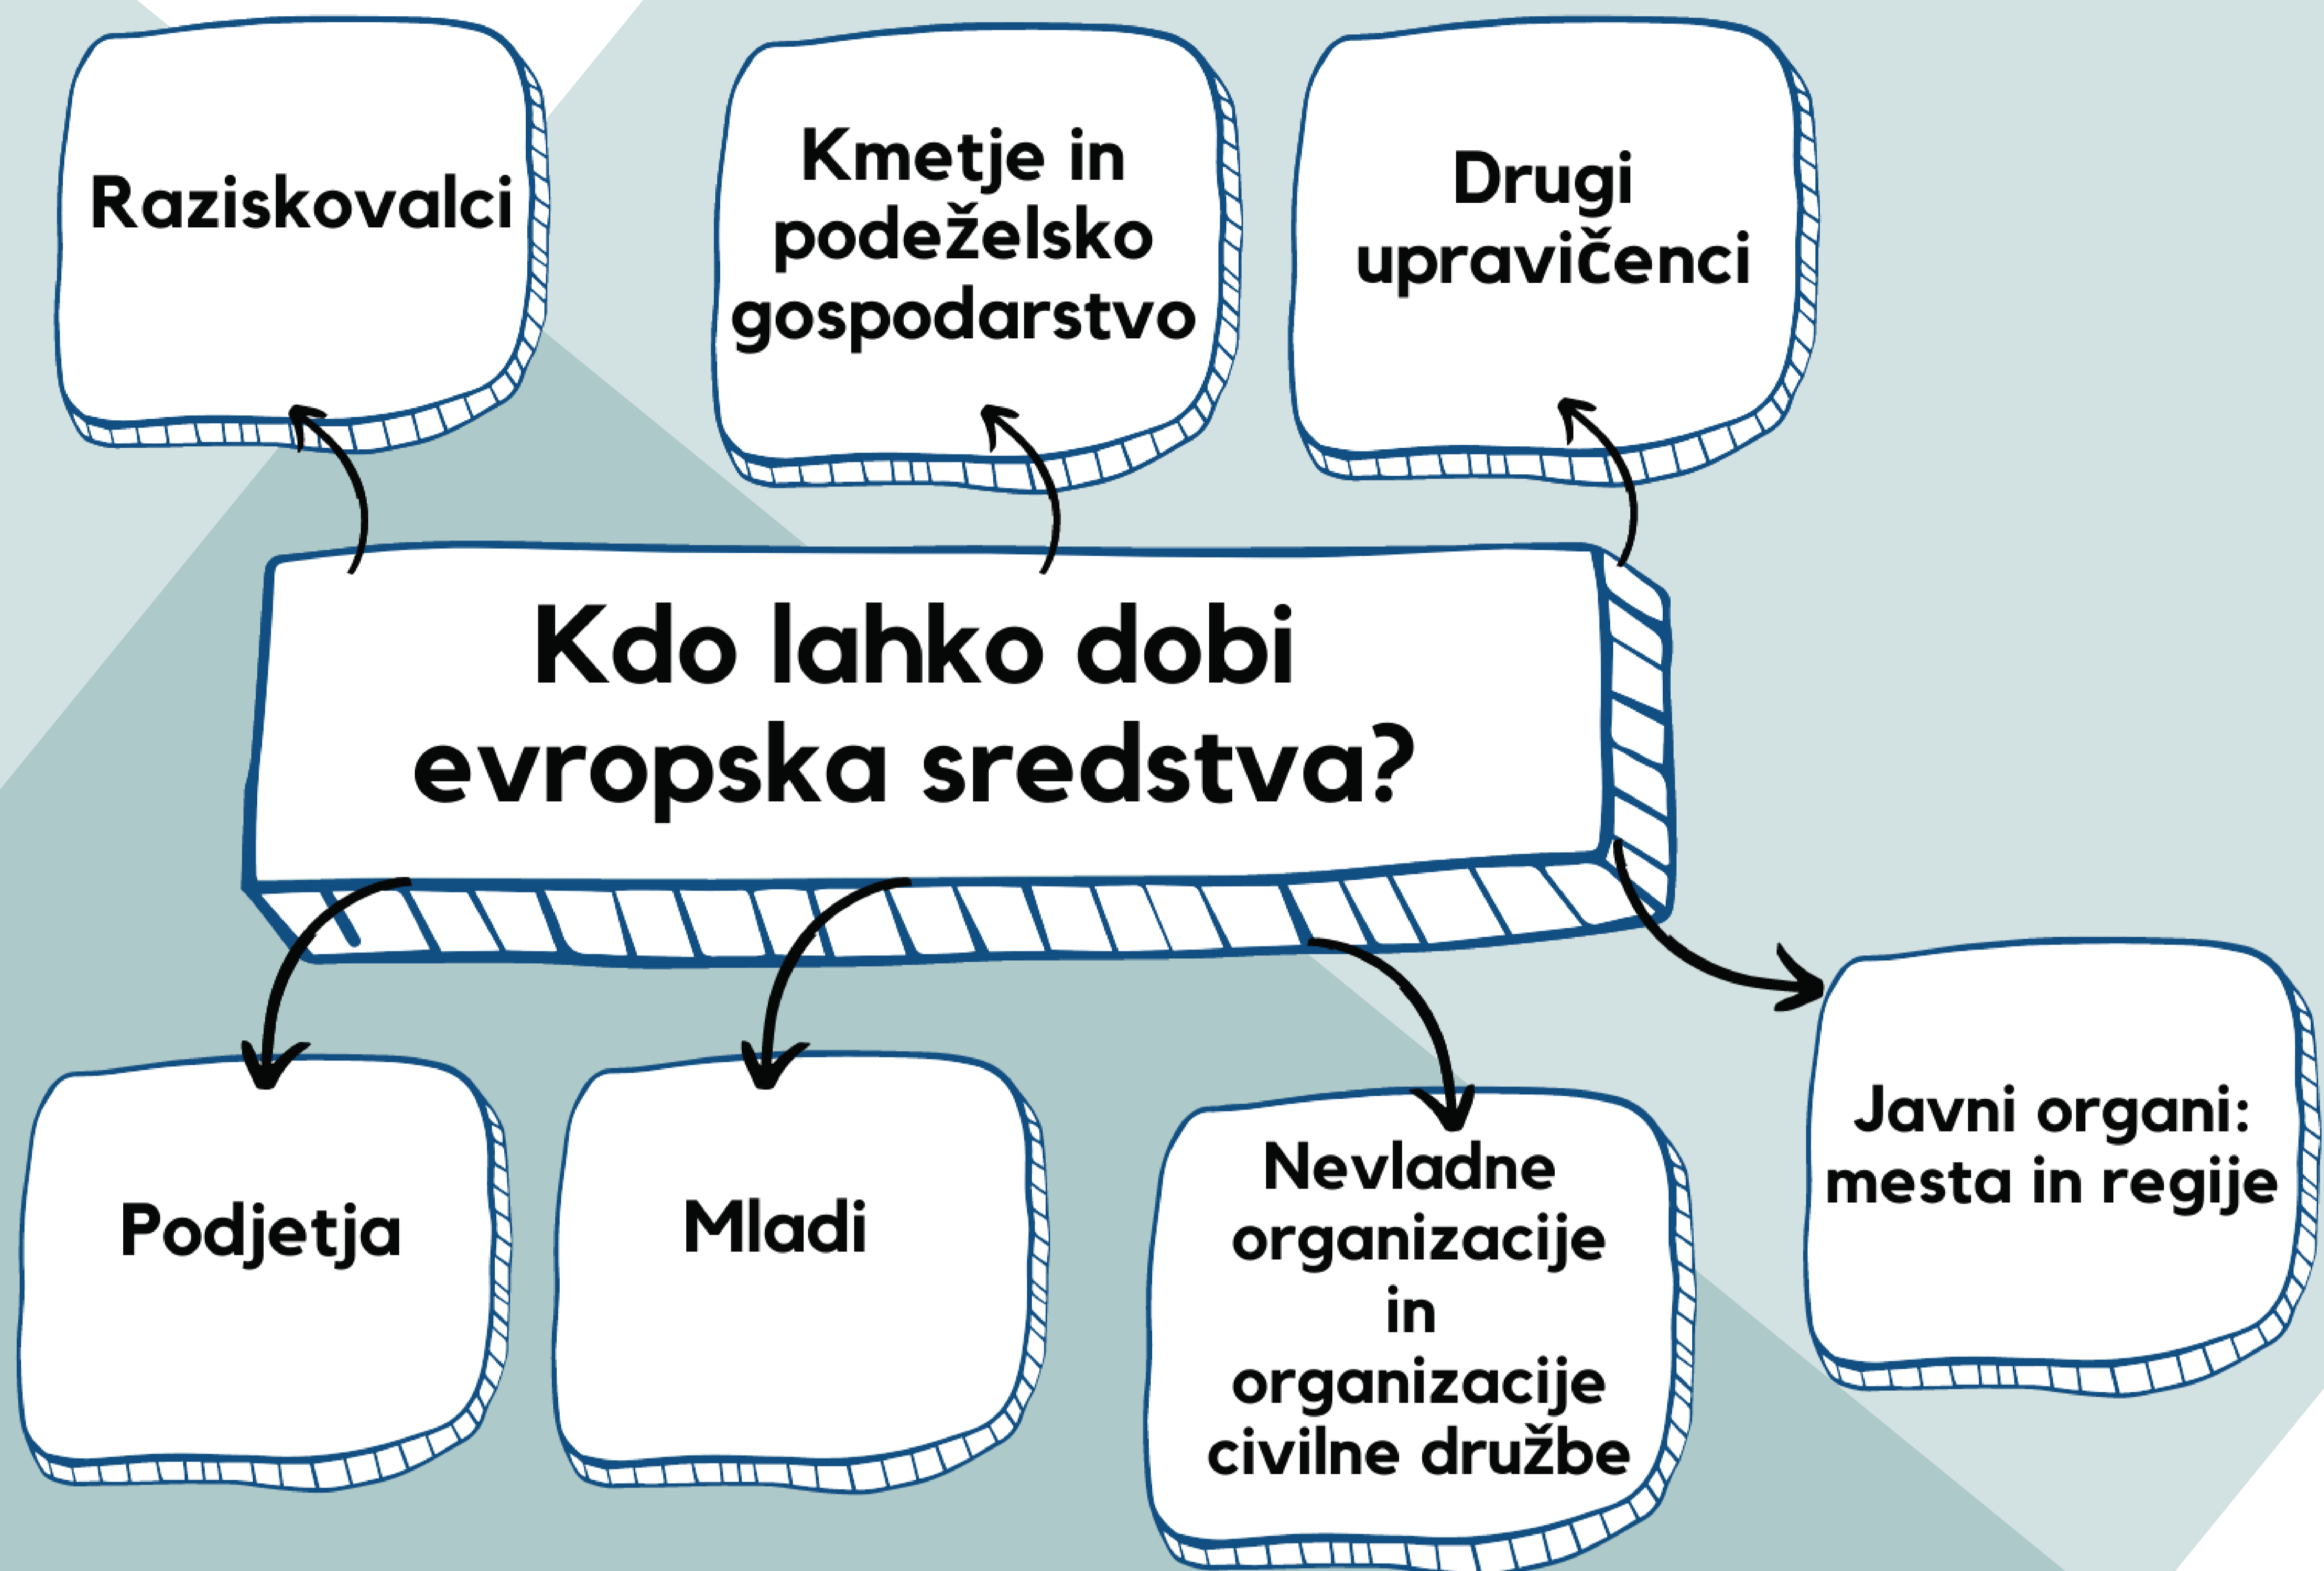 Raziskovalci
Kmetje in
podeželsko
gospodarstvo
Drugi
upravičenci
Kdo lahko dobi
evropska sredstva?
Podjetja
Mladi
Nevladne
organizacije
in
organizacije
civilne družbe
Javni organi:
mesta in regije